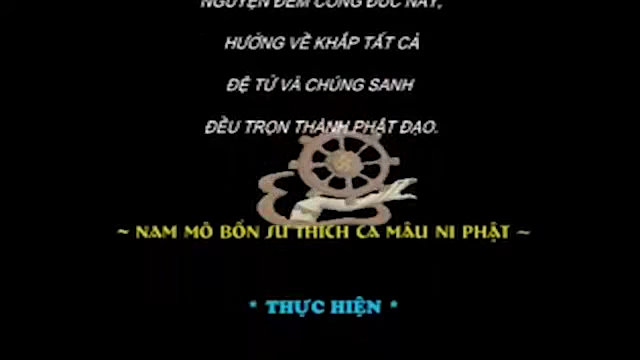 NGUYỆN ĐEM CÔNG ĐỨC NÀY,
HƯỚNG VỀ KHẮP TẤT CẢ
ĐỆ TỬ VÀ CHÚNG SANH
ĐỀU TRỌN THÀNH PHẬT ĐẠO.
~ NAM MÔ BỔN SƯ THÍCH CA MÂU NI PHẬT ~
* THỰC HIỆN *